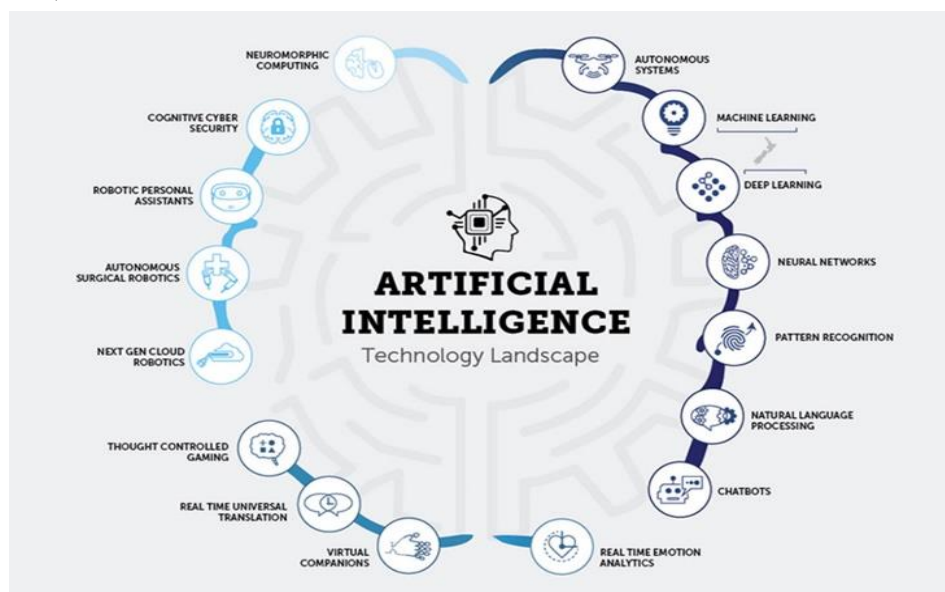 ARTIFICIAL
INTELLIGENCE
Technology Landscape
AUTONOMOUS
SYSTEMS
MACHINE LEARNING
DEEP LEARNING
NEURAL NETWORKS
PATTERN RECOGNITION
NATURAL LANGUAGE
PROCESSING
CHATBOTS
REAL TIME EMOTION
ANALYTICS
VIRTUAL
COMPANIONS
REAL TIME UNIVERSAL
TRANSLATION
THOUGHT CONTROLLED
GAMING
NEXT GEN CLOUD
ROBOTICS
AUTONOMOUS
SURGICAL ROBOTICS
ROBOTIC PERSONAL
ASSISTANTS
COGNITIVE CYBER
SECURITY
NEUROMORPHIC
COMPUTING